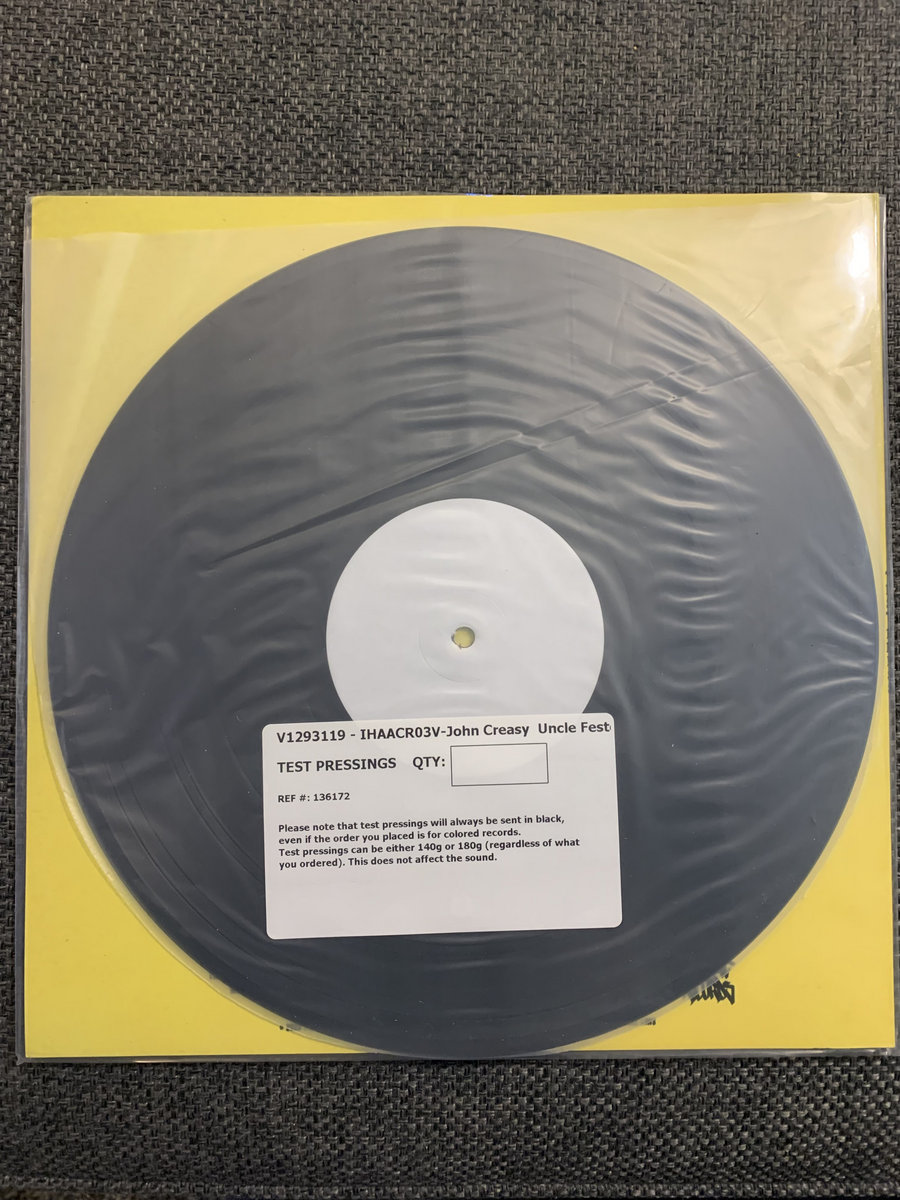 V1293119 - IHAACR03V-John Creasy Uncle Fest
TEST PRESSINGS QTY:
REF #: 136172
Please note that test pressings will always be sent in black,
even if the order you placed is for colored records.
Test pressings can be either 140g or 180g (regardless of what
you ordered). This does not affect the sound.